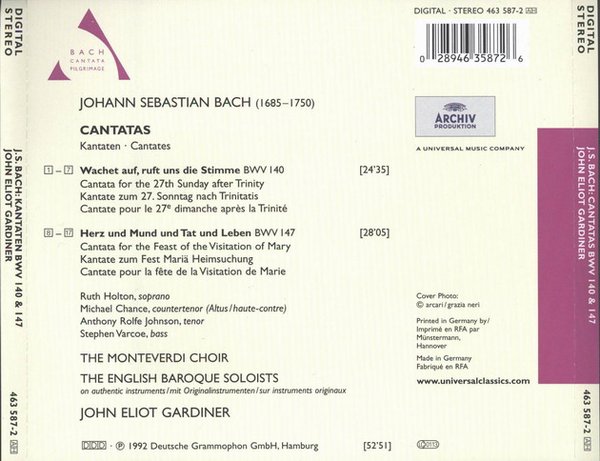 DIGITAL
STEREO
J.S. BACH: KANTATEN BWV 140 & 147
JOHN ELIOT GARDINER
463 587-2 AH
BACH
CANTATA
PILGRIMAGE
DIGITAL · STEREO 463 587-2 AH
0 28946 35872 6
JOHANN SEBASTIAN BACH (1685–1750)
CANTATAS
Kantaten · Cantates
ARCHIV
PRODUKTION
A UNIVERSAL MUSIC COMPANY
1 – 7 Wachet auf, ruft uns die Stimme BWV 140 [24'35]
Cantata for the 27th Sunday after Trinity
Kantate zum 27. Sonntag nach Trinitatis
Cantate pour le 27e dimanche après la Trinité
8 – 17 Herz und Mund und Tat und Leben BWV 147 [28'05]
Cantata for the Feast of the Visitation of Mary
Kantate zum Fest Mariä Heimsuchung
Cantate pour la fête de la Visitation de Marie
Ruth Holton, soprano
Michael Chance, countertenor (Altus/haute-contre)
Anthony Rolfe Johnson, tenor
Stephen Varcoe, bass
THE MONTEVERDI CHOIR
THE ENGLISH BAROQUE SOLOISTS
on authentic instruments/mit Originalinstrumenten/sur instruments originaux
JOHN ELIOT GARDINER
DDD · ℗ 1992 Deutsche Grammophon GmbH, Hamburg [52'51]
Cover Photo:
© arcari/grazia neri
Printed in Germany by/
Imprimé en RFA par
Münstermann,
Hannover
Made in Germany
Fabriqué en RFA
www.universalclassics.com
DIGITAL
STEREO
J.S. BACH: CANTATAS BWV 140 & 147
JOHN ELIOT GARDINER
463 587-2 AH